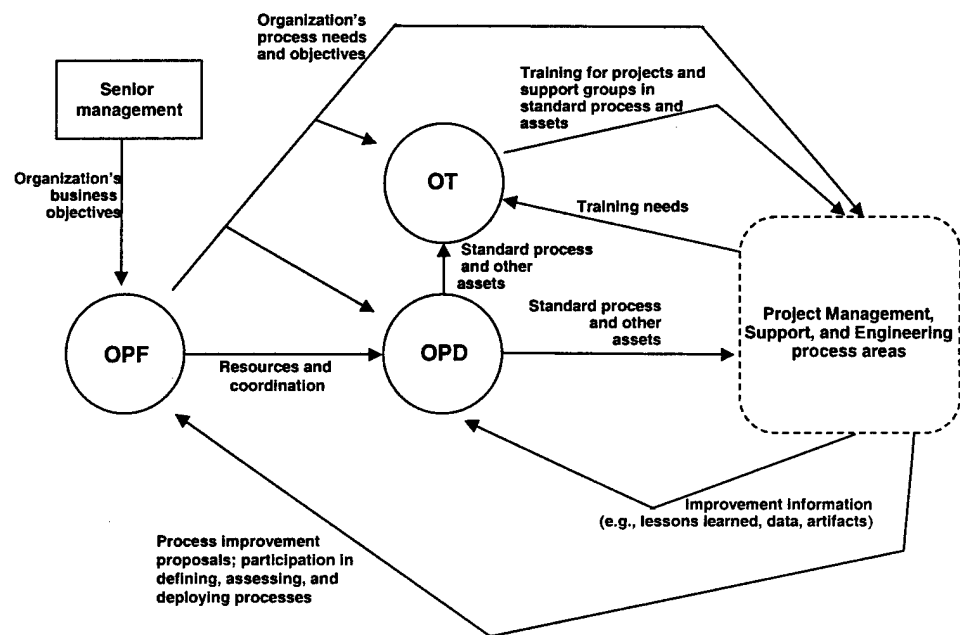 Organization's
process needs
and objectives
Senior
management
Training for projects and
support groups in
standard process and
assets
Organization's
business
objectives
OT
Training needs
Standard process
and other
assets
Standard process
and other
assets
Project Management,
Support, and Engineering
process areas
OPF
OPD
Resources and
coordination
Improvement information
(e.g., lessons learned, data, artifacts)
Process improvement
proposals; participation in
defining, assessing, and
deploying processes